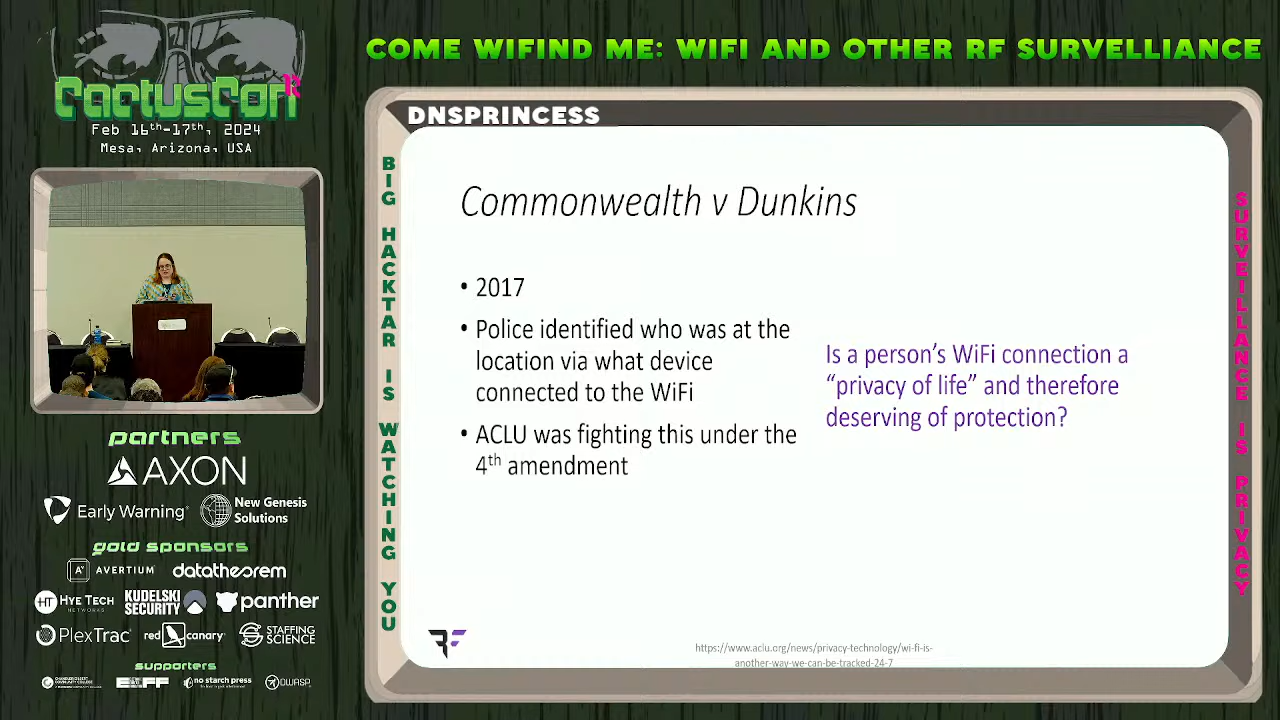 CactusCon
Feb 16th-17th, 2024
Mesa, Arizona, USA
COME WIFIND ME: WIFI AND OTHER RF SURVELLIANCE
DNSPRINCESS
BIG HACKTAR IS WATCHING YOU
Commonwealth v Dunkins
• 2017
• Police identified who was at the
location via what device
connected to the WiFi
• ACLU was fighting this under the
4th amendment
Is a person's WiFi connection a
“privacy of life” and therefore
deserving of protection?
https://www.aclu.org/news/privacy-technology/wi-fi-is-
another-way-we-can-be-tracked-24-7
SURVEILLANCE IS PRIVACY
partners
AXON
Early Warning
New Genesis
Solutions
gold sponsors
AVERTIUM
datatheorem
HT HYE TECH
NETWORKS
KUDELSKI
SECURITY
panther
PlexTrac
red canary
STAFFING
SCIENCE
supporters
EFF
no starch press
OWASP